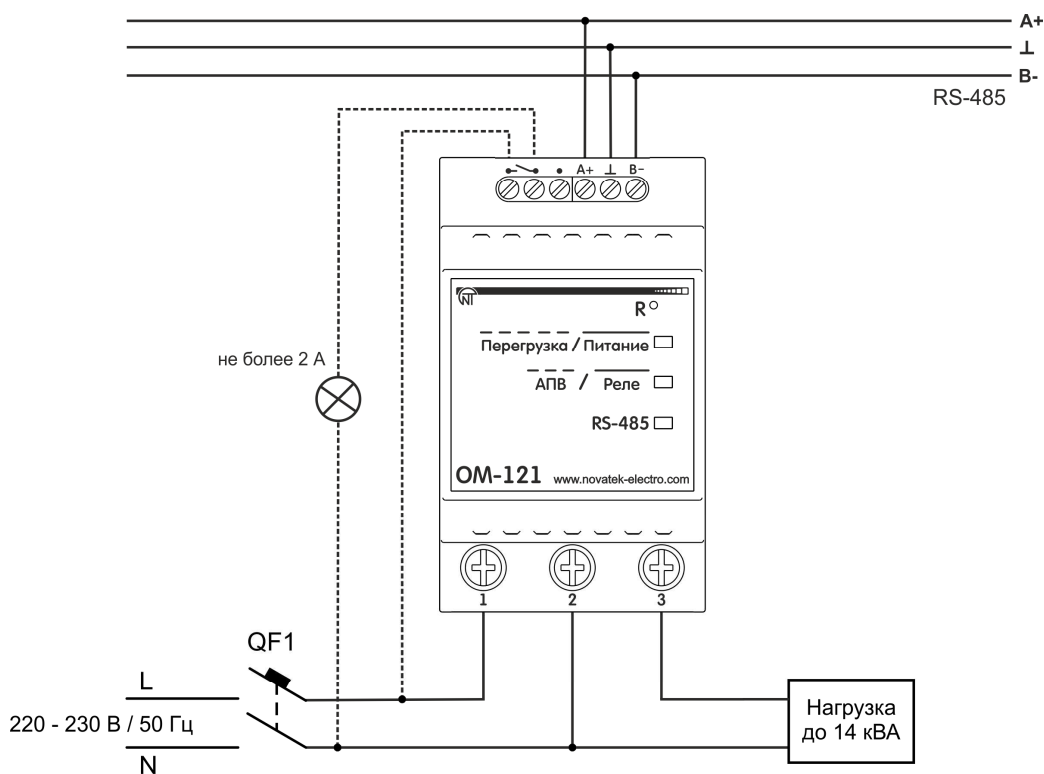 A+
⊥
B-
RS-485
A+ ⊥ B-
NT
R
Перегрузка / Питание
АПВ / Реле
RS-485
не более 2 А
ОМ-121 www.novatek-electro.com
1 2 3
QF1
L
220 - 230 В / 50 Гц
N
Нагрузка
до 14 кВА